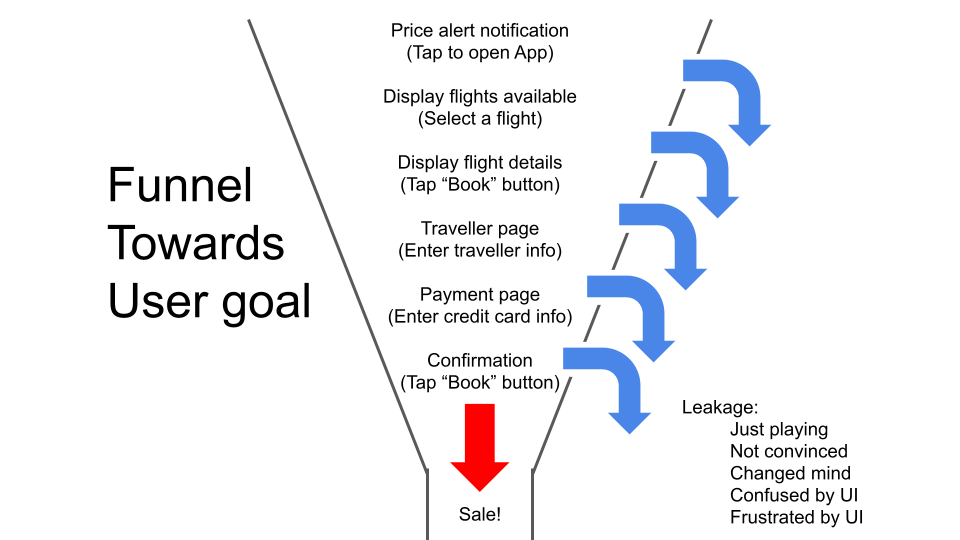 Funnel
Towards
User goal
Price alert notification
(Tap to open App)
Display flights available
(Select a flight)
Display flight details
(Tap “Book” button)
Traveller page
(Enter traveller info)
Payment page
(Enter credit card info)
Confirmation
(Tap “Book” button)
Sale!
Leakage:
Just playing
Not convinced
Changed mind
Confused by UI
Frustrated by UI